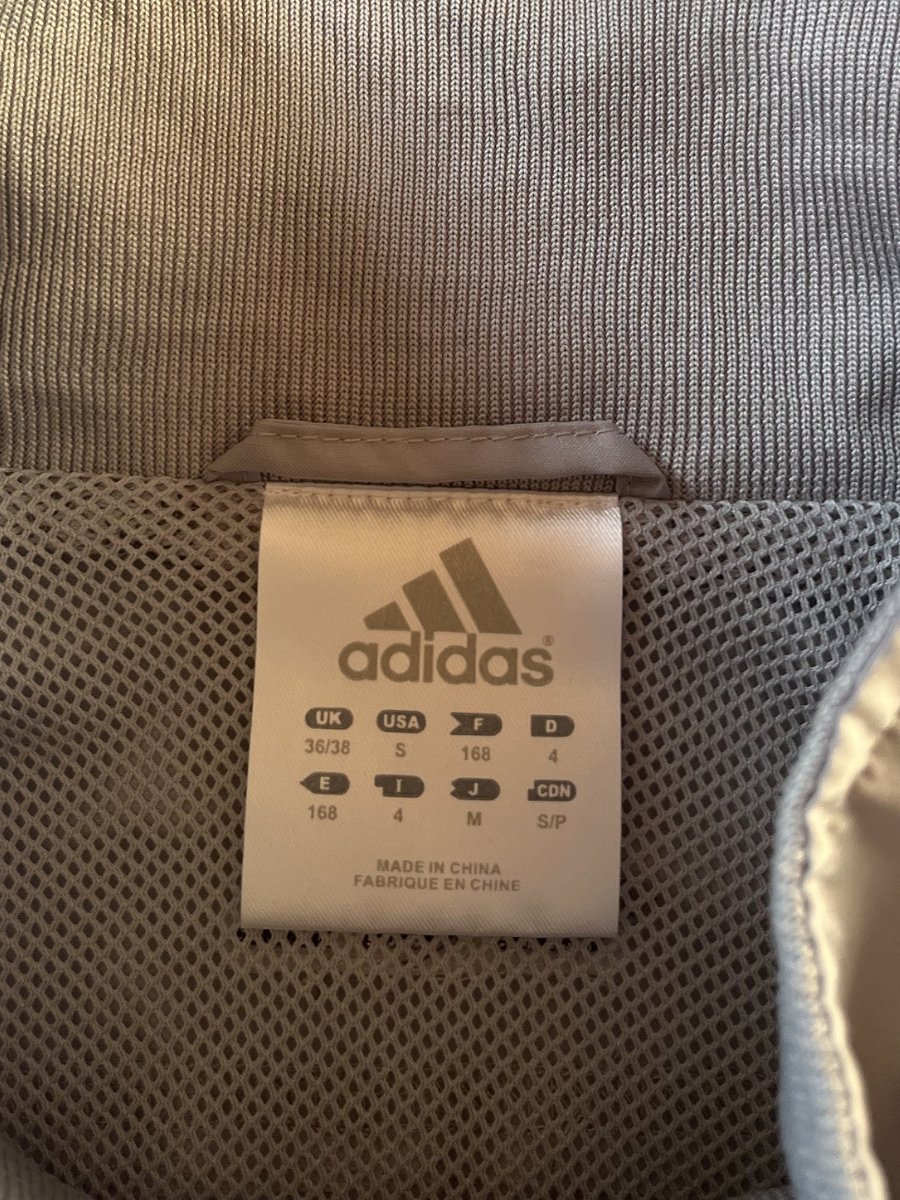 adidas®
UK USA F D
36/38 S 168 4
E I J CDN
168 4 M S/P
MADE IN CHINA
FABRIQUE EN CHINE